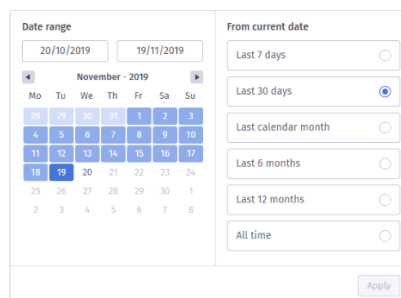 Date range
20/10/2019 19/11/2019
November - 2019
Mo Tu We Th Fr Sa Su
28 29 30 31 1 2 3
4 5 6 7 8 9 10
11 12 13 14 15 16 17
18 19 20 21 22 23 24
25 26 27 28 29 30 1
2 3 4 5 6 7 8
From current date
Last 7 days
Last 30 days
Last calendar month
Last 6 months
Last 12 months
All time
Apply